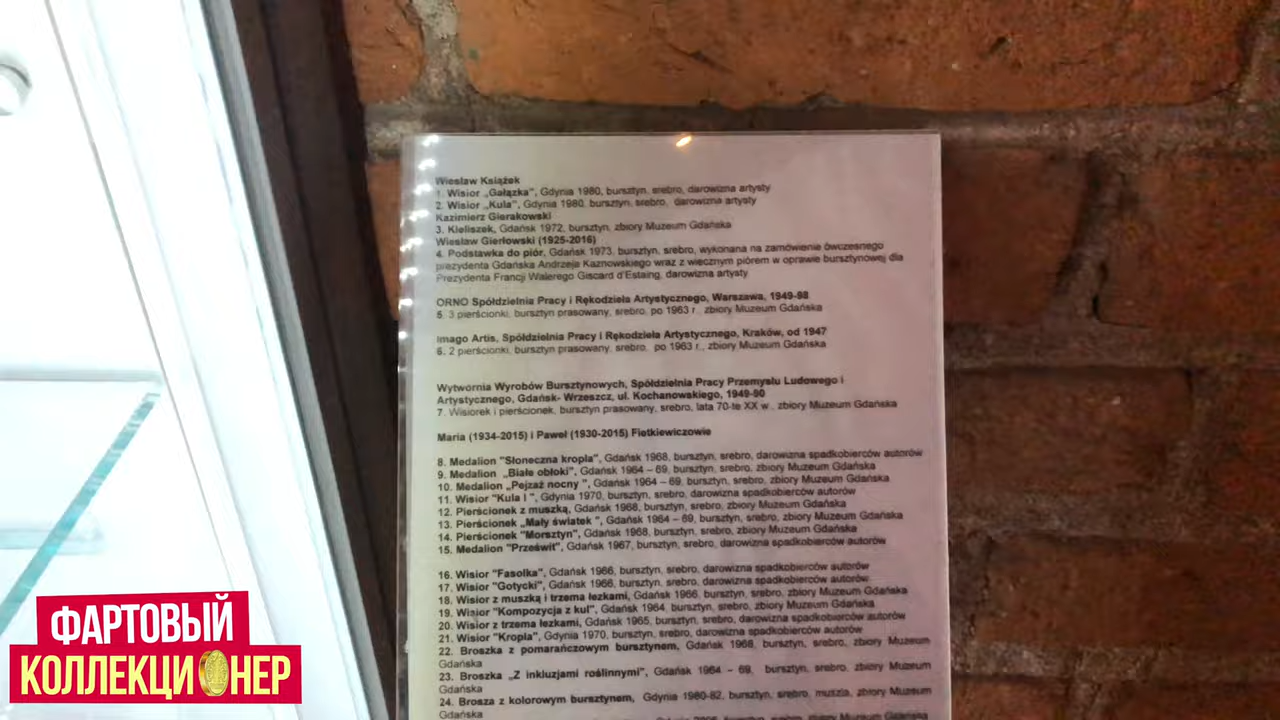 Wiesław Książek
1. Wisior „Gałązka", Gdynia 1980, bursztyn, srebro, darowizna artysty
2. Wisior „Kula", Gdynia 1980, bursztyn, srebro, darowizna artysty
Kazimierz Gierakowski
3. Kieliszek, Gdańsk 1972, bursztyn, zbiory Muzeum Gdańska
Wiesław Gierłowski (1925-2016)
4. Podstawka do piór, Gdańsk 1973, bursztyn, srebro, wykonana na zamówienie ówczesnego
prezydenta Gdańska Andrzeja Kaznowskiego wraz z wiecznym piórem w oprawie bursztynowej dla
Prezydenta Francji Walerego Giscard d'Estaing, darowizna artysty
ORNO Spółdzielnia Pracy i Rękodzieła Artystycznego, Warszawa, 1949-98
5. 3 pierścionki, bursztyn prasowany, srebro, po 1963 r., zbiory Muzeum Gdańska
Imago Artis, Spółdzielnia Pracy i Rękodzieła Artystycznego, Kraków, od 1947
6. 2 pierścionki, bursztyn prasowany, srebro, po 1963 r., zbiory Muzeum Gdańska
Wytwórnia Wyrobów Bursztynowych, Spółdzielnia Pracy Przemysłu Ludowego i
Artystycznego, Gdańsk- Wrzeszcz, ul. Kochanowskiego, 1949-90
7. Wisiorek i pierścionek, bursztyn prasowany, srebro, lata 70-te XX w., zbiory Muzeum Gdańska
Maria (1934-2015) i Paweł (1930-2015) Fietkiewiczowie
8. Medalion "Słoneczna kropla", Gdańsk 1968, bursztyn, srebro, darowizna spadkobierców autorów
9. Medalion „Białe obłoki", Gdańsk 1964 – 69, bursztyn, srebro, zbiory Muzeum Gdańska
10. Medalion „Pejzaż nocny ", Gdańsk 1964 – 69, bursztyn, srebro, zbiory Muzeum Gdańska
11. Wisior "Kula I ", Gdynia 1970, bursztyn, srebro, darowizna spadkobierców autorów
12. Pierścionek z muszką, Gdańsk 1968, bursztyn, srebro, zbiory Muzeum Gdańska
13. Pierścionek „Mały światek ", Gdańsk 1964 – 69, bursztyn, srebro, zbiory Muzeum Gdańska
14. Pierścionek "Morsztyn", Gdańsk 1968, bursztyn, srebro, zbiory Muzeum Gdańska
15. Medalion "Prześwit", Gdańsk 1967, bursztyn, srebro, darowizna spadkobierców autorów
16. Wisior "Fasolka", Gdańsk 1966, bursztyn, srebro, darowizna spadkobierców autorów
17. Wisior "Gotycki", Gdańsk 1966, bursztyn, srebro, darowizna spadkobierców autorów
18. Wisior z muszką i trzema łezkami, Gdańsk 1966, bursztyn, srebro, zbiory Muzeum Gdańska
19. Wisior "Kompozycja z kul", Gdańsk 1964, bursztyn, srebro, zbiory Muzeum Gdańska
20. Wisior z trzema łezkami, Gdańsk 1965, bursztyn, srebro, darowizna spadkobierców autorów
21. Wisior "Kropla", Gdynia 1970, bursztyn, srebro, darowizna spadkobierców autorów
22. Broszka z pomarańczowym bursztynem, Gdańsk 1968, bursztyn, srebro, zbiory Muzeum
Gdańska
23. Broszka „Z inkluzjami roślinnymi", Gdańsk 1964 – 69, bursztyn, srebro, zbiory Muzeum
Gdańska
24. Brosza z kolorowym bursztynem, Gdynia 1980-82, bursztyn, srebro, muszla, zbiory Muzeum
Gdańska
ФАРТОВЫЙ
КОЛЛЕКЦИОНЕР